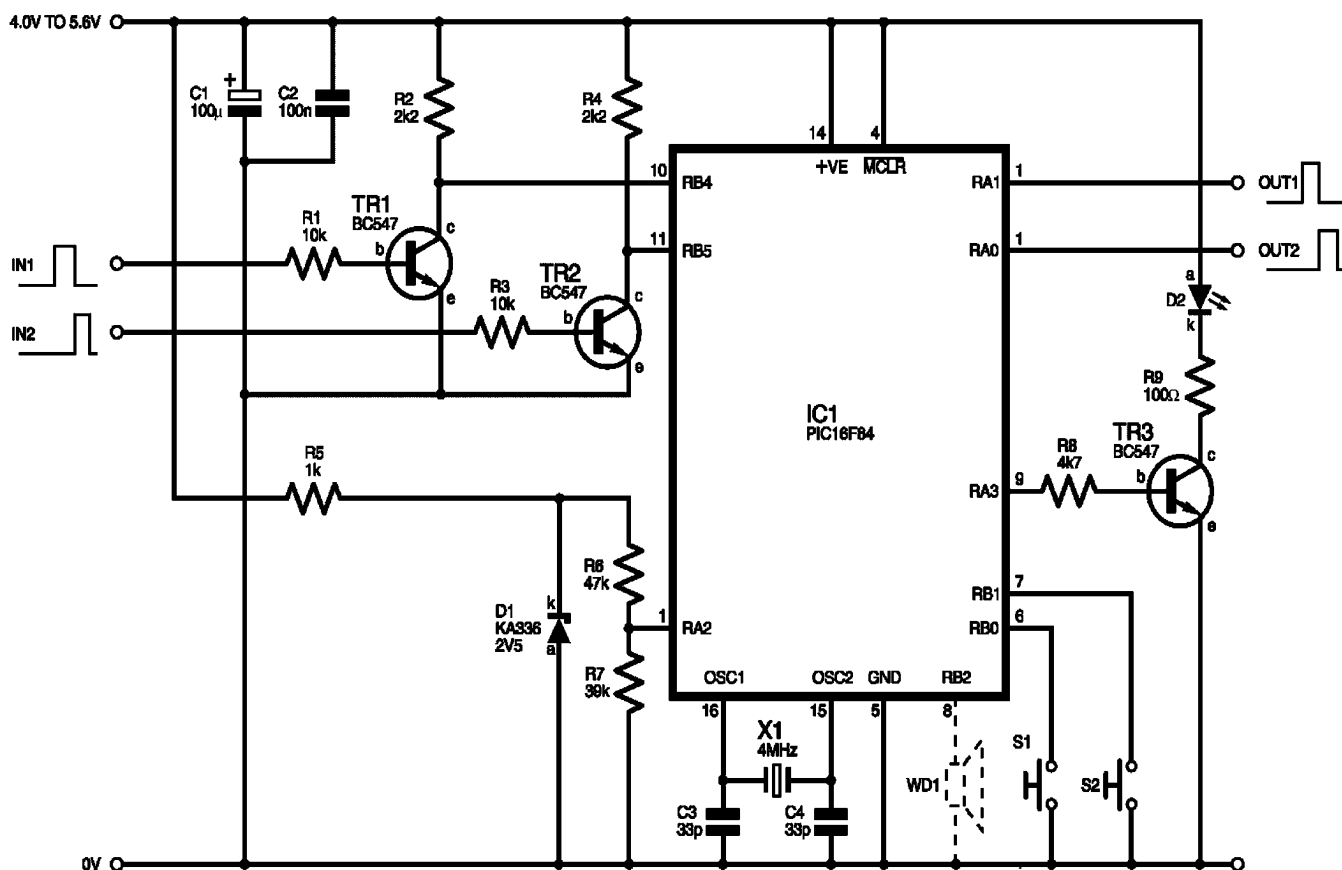 4.0V TO 5.6V
+
C1
100µ
C2
100n
R2
2k2
R4
2k2
14
4
+VE
MCLR
10
RB4
RA1
1
OUT1
TR1
BC547
c
b
e
R1
10k
11
RB5
RA0
1
OUT2
IN1
TR2
BC547
c
b
e
R3
10k
IN2
a
D2
k
R9
100Ω
IC1
PIC16F84
TR3
BC547
c
b
e
R8
4k7
R5
1k
RA3
9
R6
47k
RB1
7
D1
KA336
2V5
k
a
1
RA2
RB0
6
R7
39k
OSC1
OSC2
GND
RB2
16
15
5
8
X1
4MHz
S1
S2
WD1
C3
33p
C4
33p
0V